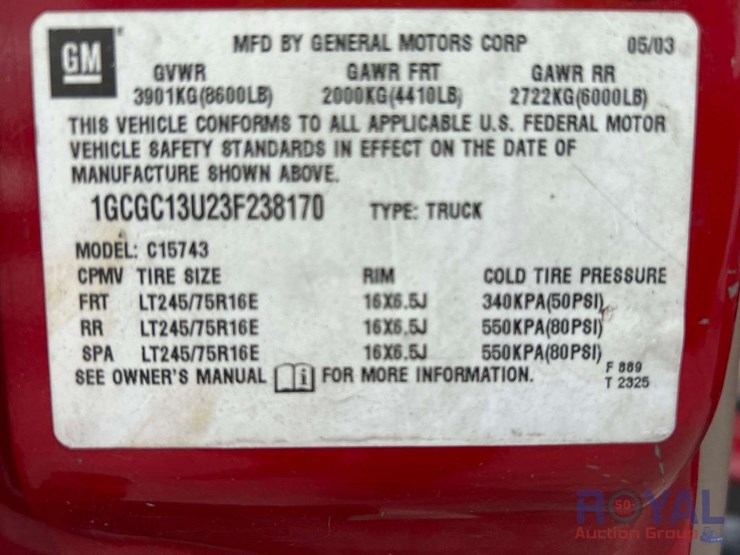 GM
MFD BY GENERAL MOTORS CORP 05/03
GVWR GAWR FRT GAWR RR
3901KG(8600LB) 2000KG(4410LB) 2722KG(6000LB)
THIS VEHICLE CONFORMS TO ALL APPLICABLE U.S. FEDERAL MOTOR
VEHICLE SAFETY STANDARDS IN EFFECT ON THE DATE OF
MANUFACTURE SHOWN ABOVE.
1GCGC13U23F238170 TYPE: TRUCK
MODEL: C15743
CPMV TIRE SIZE RIM COLD TIRE PRESSURE
FRT LT245/75R16E 16X6.5J 340KPA(50PSI)
RR LT245/75R16E 16X6.5J 550KPA(80PSI)
SPA LT245/75R16E 16X6.5J 550KPA(80PSI)
SEE OWNER'S MANUAL i FOR MORE INFORMATION.
F 889
T 2325
ROYAL
Auction Group